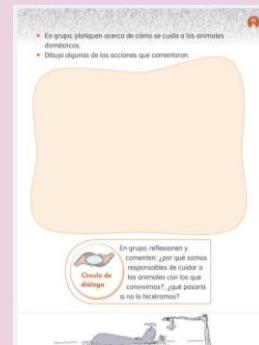 • En grupo, platiquen acerca de cómo se cuida a los animales
domésticos.
• Dibuja algunas de las acciones que comentaron.
En grupo, reflexionen y
comenten: ¿por qué somos
responsables de cuidar a
los animales con los que
convivimos?, ¿qué pasaría
si no lo hiciéramos?
Círculo de
diálogo